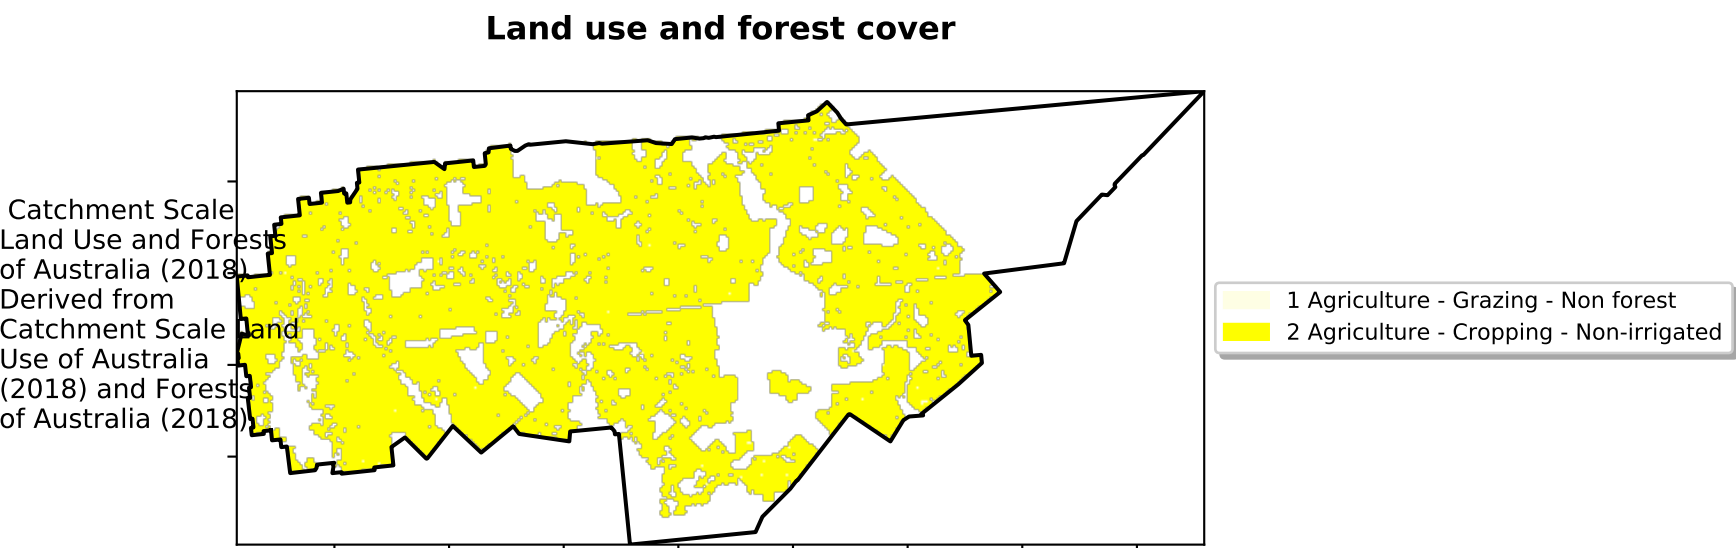 Land use and forest cover
Catchment Scale
Land Use and Forests
of Australia (2018)
Derived from
Catchment Scale Land
Use of Australia
(2018) and Forests
of Australia (2018)
1 Agriculture - Grazing - Non forest
2 Agriculture - Cropping - Non-irrigated